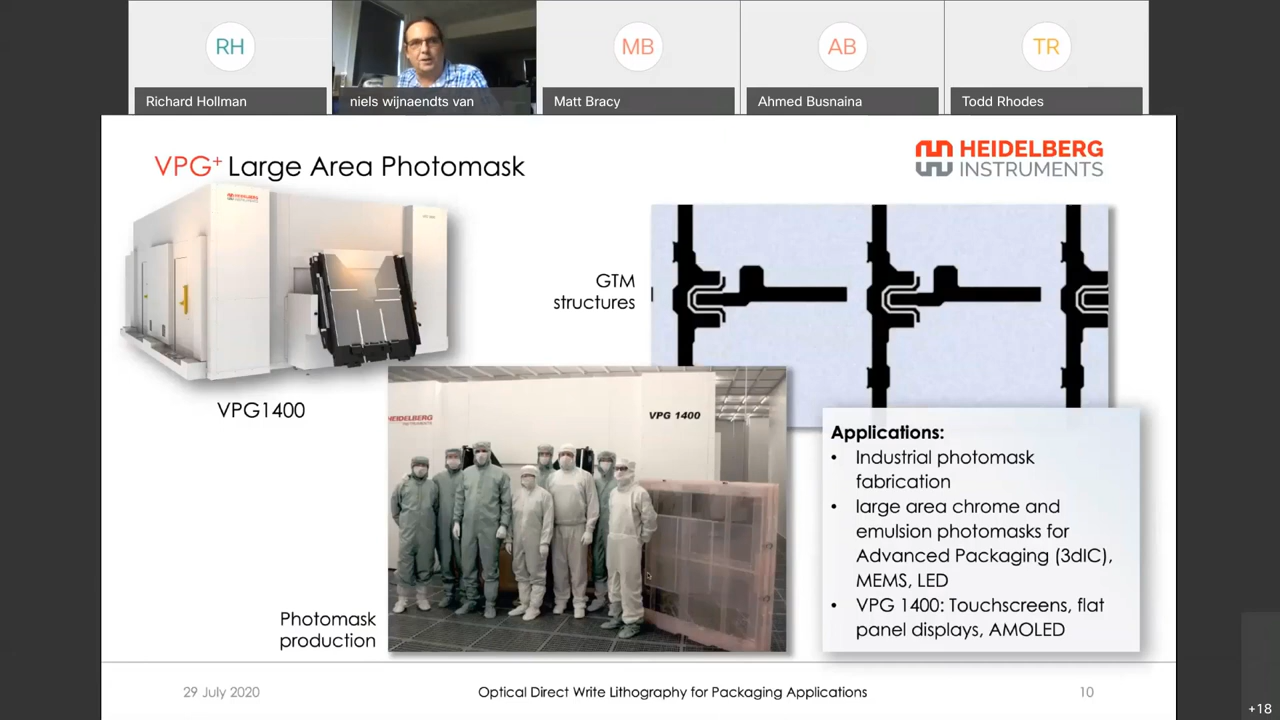 RH
MB
AB
TR
Richard Hollman
niels wijnaendts van
Matt Bracy
Ahmed Busnaina
Todd Rhodes
VPG+ Large Area Photomask
HEIDELBERG
INSTRUMENTS
GTM
structures
VPG1400
HEIDELBERG
INSTRUMENTS
VPG 1400
Photomask
production
Applications:
• Industrial photomask
fabrication
• large area chrome and
emulsion photomasks for
Advanced Packaging (3dIC),
MEMS, LED
• VPG 1400: Touchscreens, flat
panel displays, AMOLED
29 July 2020
Optical Direct Write Lithography for Packaging Applications
10
+18